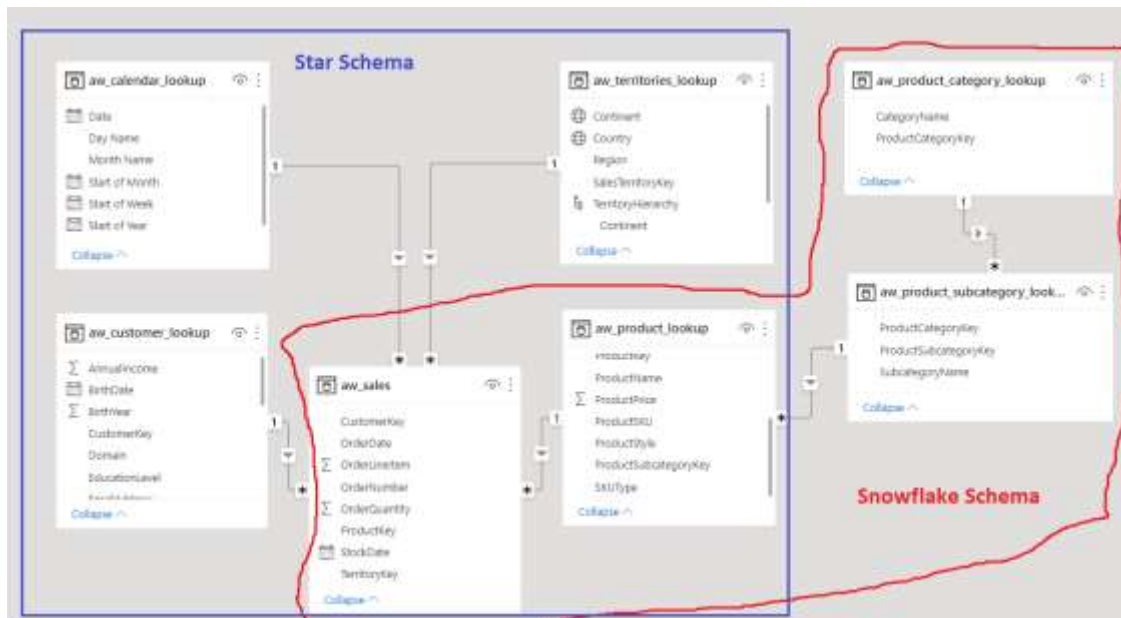 Star Schema
aw_calendar_lookup
Date
Day Name
Month Name
Start of Month
Start of Week
Start of Year
Collapse
1
aw_territories_lookup
Continent
Country
Region
SalesTerritoryKey
TerritoryHierarchy
Continent
Collapse
1
aw_product_category_lookup
CategoryName
ProductCategoryKey
Collapse
1
*
aw_product_subcategory_look...
ProductCategoryKey
ProductSubcategoryKey
SubcategoryName
Collapse
1
*
aw_customer_lookup
AnnualIncome
BirthDate
BirthYear
CustomerKey
Domain
EducationLevel
Collapse
1
*
aw_sales
CustomerKey
OrderDate
OrderLineItem
OrderNumber
OrderQuantity
ProductKey
StockDate
TerritoryKey
Collapse
*
*
*
1
aw_product_lookup
ProductKey
ProductName
ProductPrice
ProductSKU
ProductStyle
ProductSubcategoryKey
SKUType
Collapse
Snowflake Schema